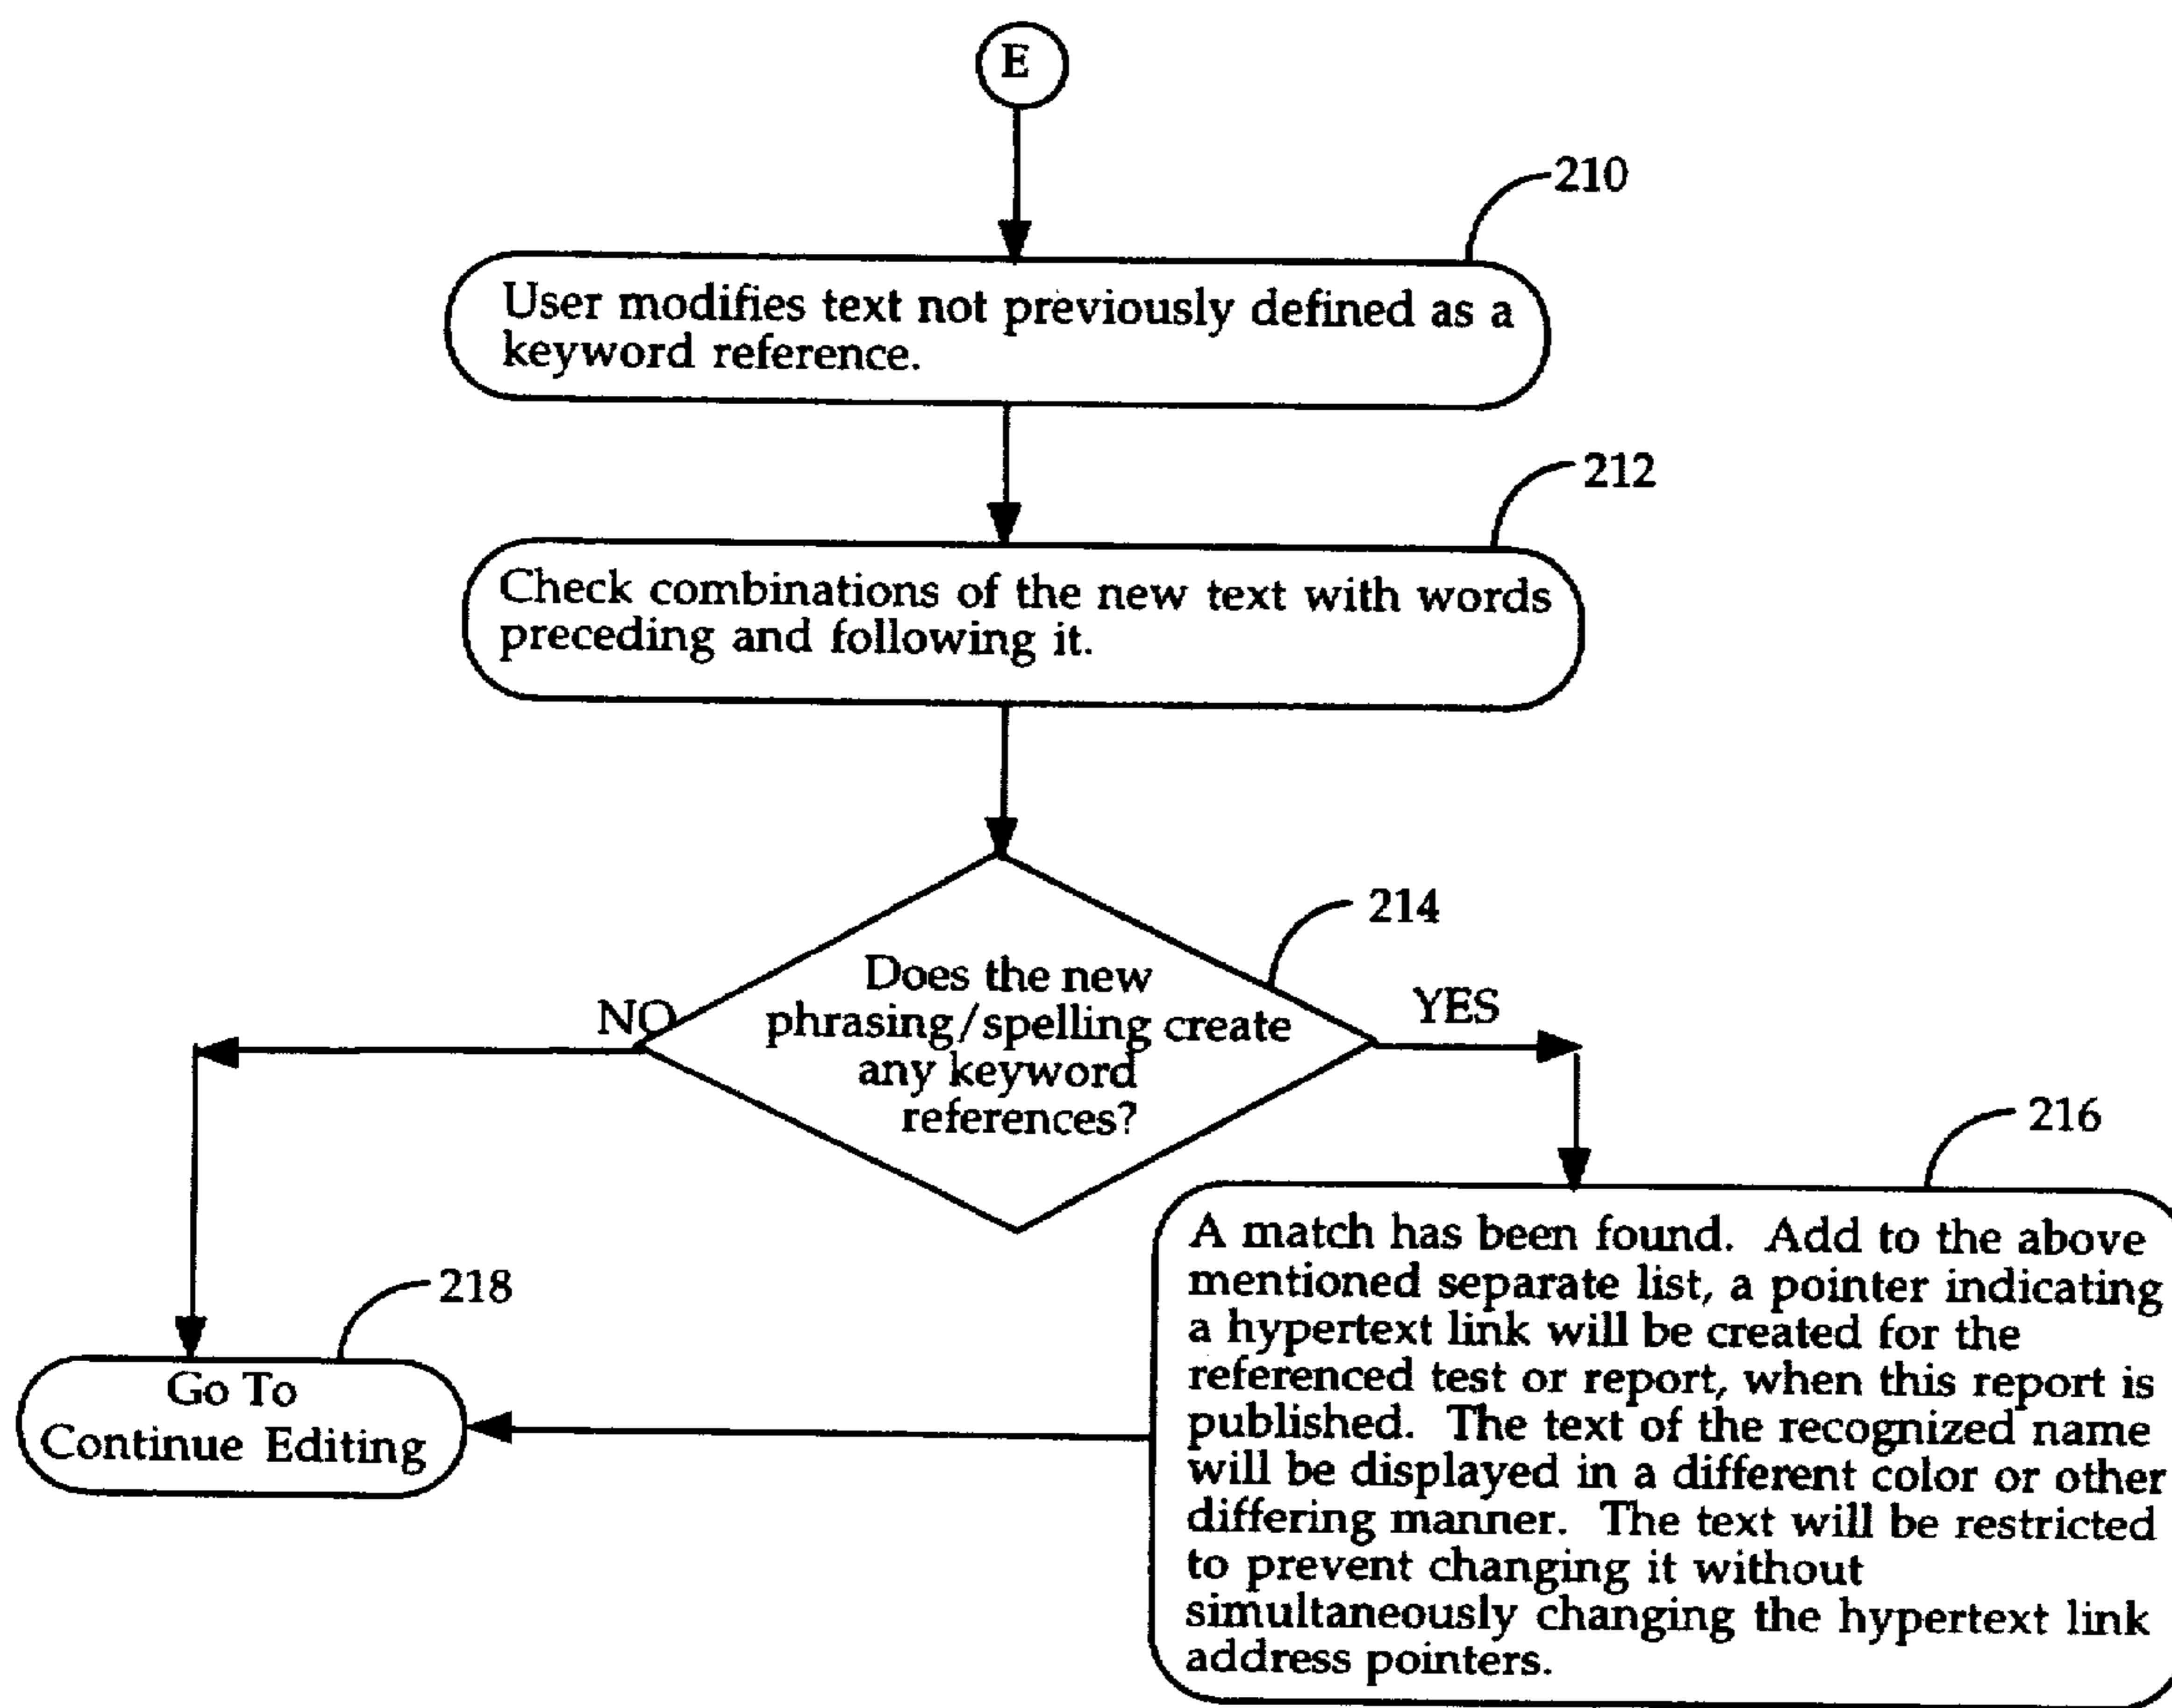 E
210
User modifies text not previously defined as a
keyword reference.
212
Check combinations of the new text with words
preceding and following it.
214
Does the new
phrasing/spelling create
any keyword
references?
NO
YES
216
A match has been found. Add to the above
mentioned separate list, a pointer indicating
a hypertext link will be created for the
referenced test or report, when this report is
published. The text of the recognized name
will be displayed in a different color or other
differing manner. The text will be restricted
to prevent changing it without
simultaneously changing the hypertext link
address pointers.
218
Go To
Continue Editing